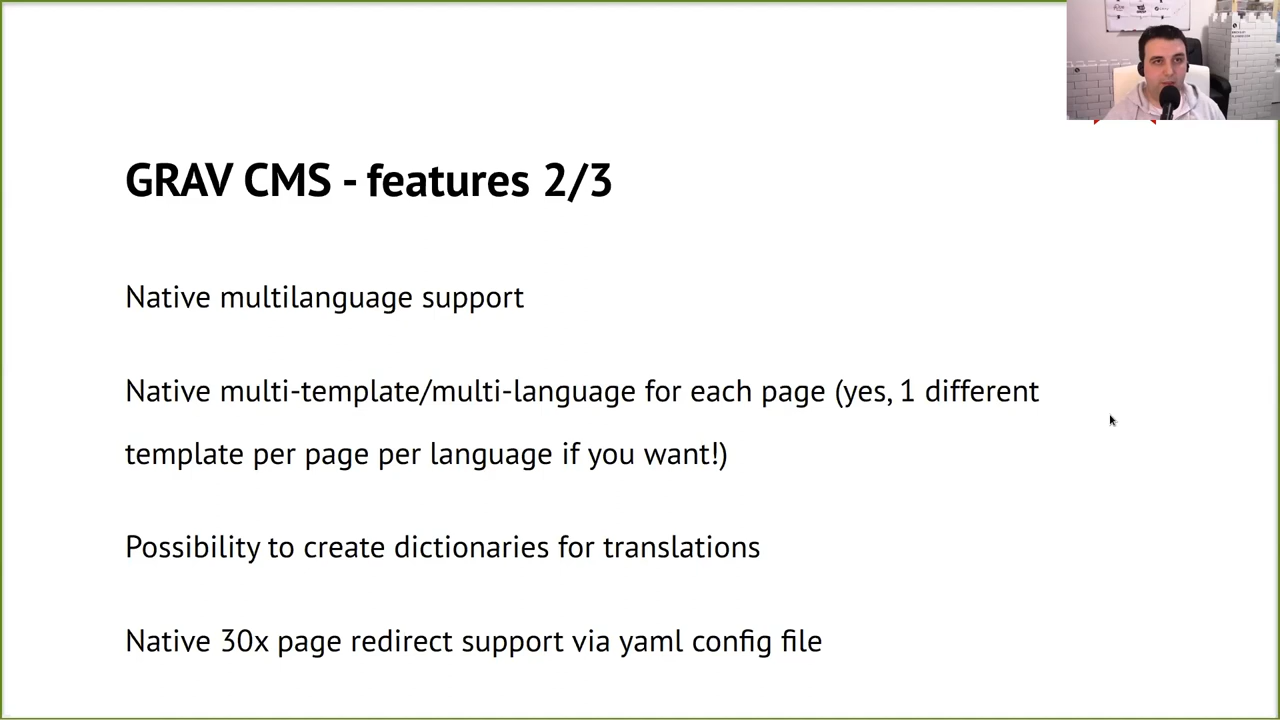 GRAV CMS - features 2/3
Native multilanguage support
Native multi-template/multi-language for each page (yes, 1 different
template per page per language if you want!)
Possibility to create dictionaries for translations
Native 30x page redirect support via yaml config file